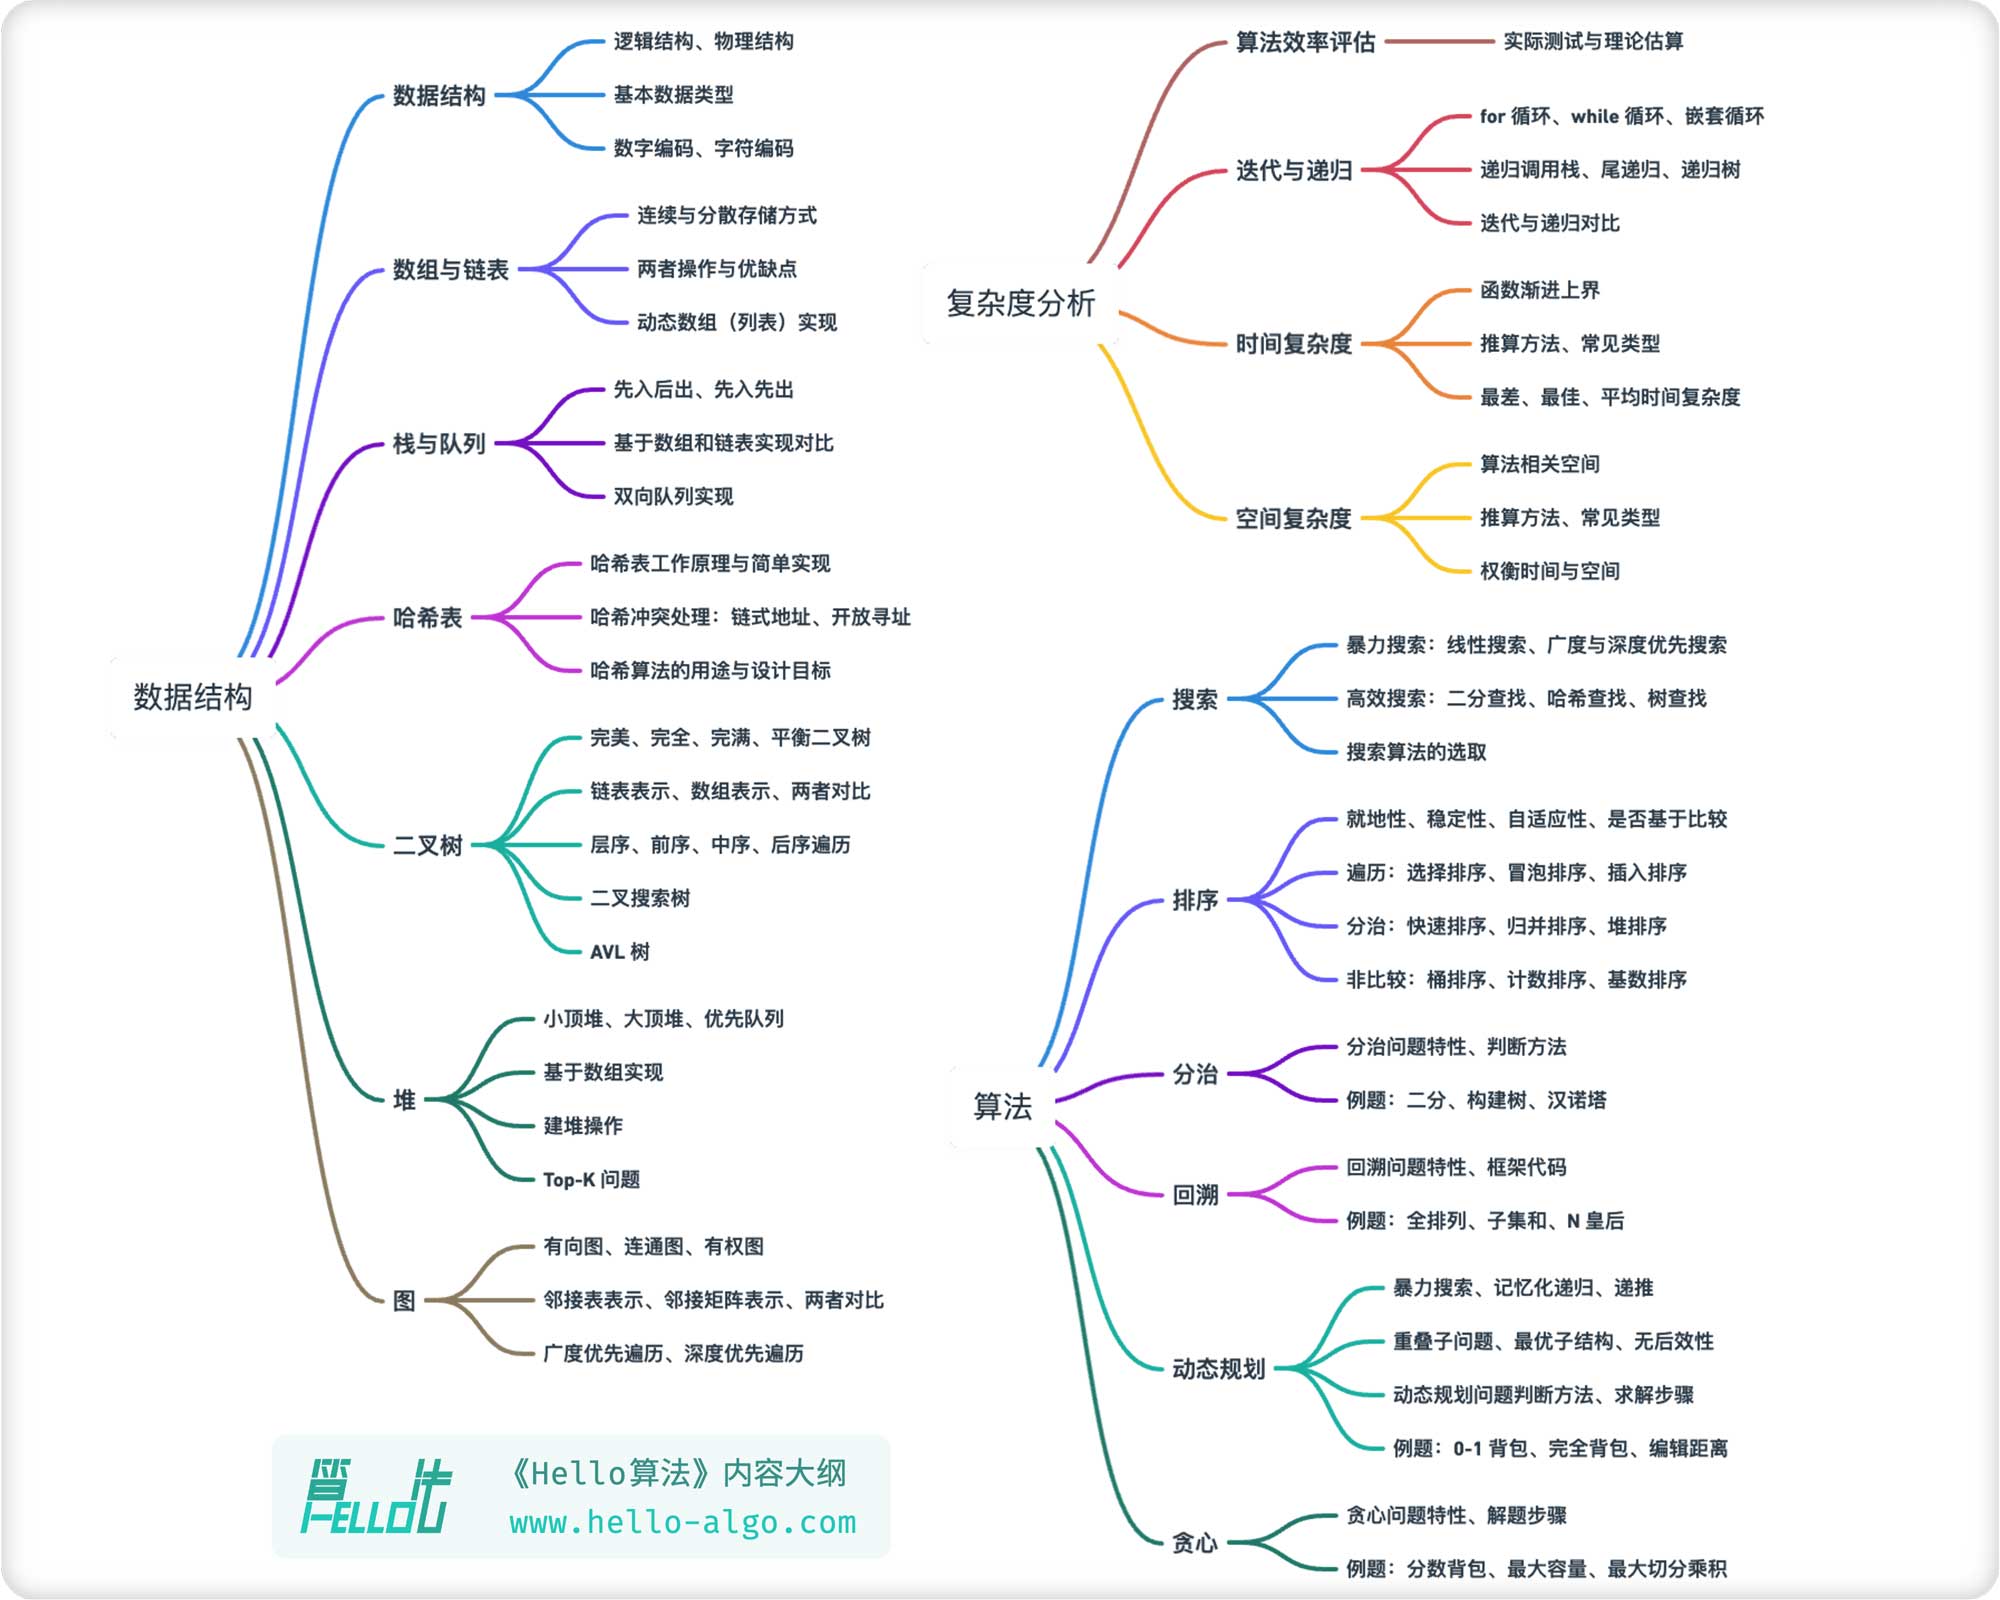 数据结构
数据结构
逻辑结构、物理结构
基本数据类型
数字编码、字符编码
数组与链表
连续与分散存储方式
两者操作与优缺点
动态数组（列表）实现
栈与队列
先入后出、先入先出
基于数组和链表实现对比
双向队列实现
哈希表
哈希表工作原理与简单实现
哈希冲突处理：链式地址、开放寻址
哈希算法的用途与设计目标
二叉树
完美、完全、完满、平衡二叉树
链表表示、数组表示、两者对比
层序、前序、中序、后序遍历
二叉搜索树
AVL 树
堆
小顶堆、大顶堆、优先队列
基于数组实现
建堆操作
Top-K 问题
图
有向图、连通图、有权图
邻接表表示、邻接矩阵表示、两者对比
广度优先遍历、深度优先遍历
复杂度分析
算法效率评估
实际测试与理论估算
迭代与递归
for 循环、while 循环、嵌套循环
递归调用栈、尾递归、递归树
迭代与递归对比
时间复杂度
函数渐进上界
推算方法、常见类型
最差、最佳、平均时间复杂度
空间复杂度
算法相关空间
推算方法、常见类型
权衡时间与空间
算法
搜索
暴力搜索：线性搜索、广度与深度优先搜索
高效搜索：二分查找、哈希查找、树查找
搜索算法的选取
排序
就地性、稳定性、自适应性、是否基于比较
遍历：选择排序、冒泡排序、插入排序
分治：快速排序、归并排序、堆排序
非比较：桶排序、计数排序、基数排序
分治
分治问题特性、判断方法
例题：二分、构建树、汉诺塔
回溯
回溯问题特性、框架代码
例题：全排列、子集和、N 皇后
动态规划
暴力搜索、记忆化递归、递推
重叠子问题、最优子结构、无后效性
动态规划问题判断方法、求解步骤
例题：0-1 背包、完全背包、编辑距离
贪心
贪心问题特性、解题步骤
例题：分数背包、最大容量、最大切分乘积
算法
HELLO
《Hello算法》内容大纲
www.hello-algo.com